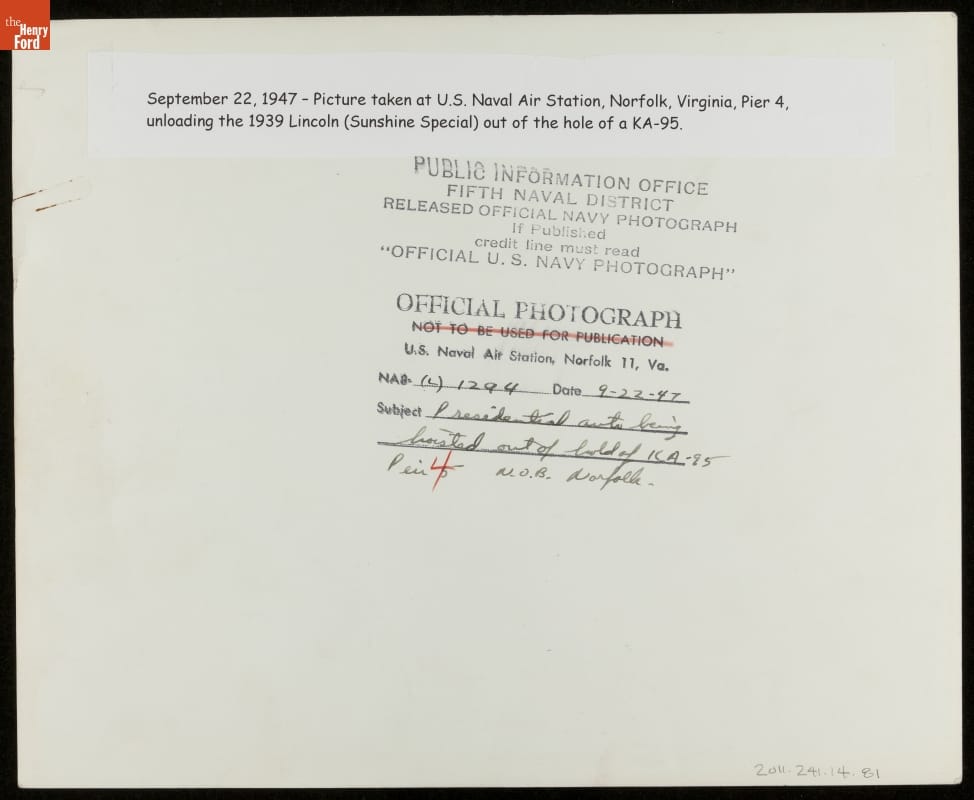 the
Henry
Ford
September 22, 1947 – Picture taken at U.S. Naval Air Station, Norfolk, Virginia, Pier 4,
unloading the 1939 Lincoln (Sunshine Special) out of the hole of a KA-95.
PUBLIC INFORMATION OFFICE
FIFTH NAVAL DISTRICT
RELEASED OFFICIAL NAVY PHOTOGRAPH
If Published
credit line must read
"OFFICIAL U. S. NAVY PHOTOGRAPH"
OFFICIAL PHOTOGRAPH
NOT TO BE USED FOR PUBLICATION
U.S. Naval Air Station, Norfolk 11, Va.
NAS- (L) 1294 Date 9-22-47
Subject Presidential auto being
hoisted out of hold of KA-95
Pier 4 N.O.B. Norfolk.
2011.241.14.81